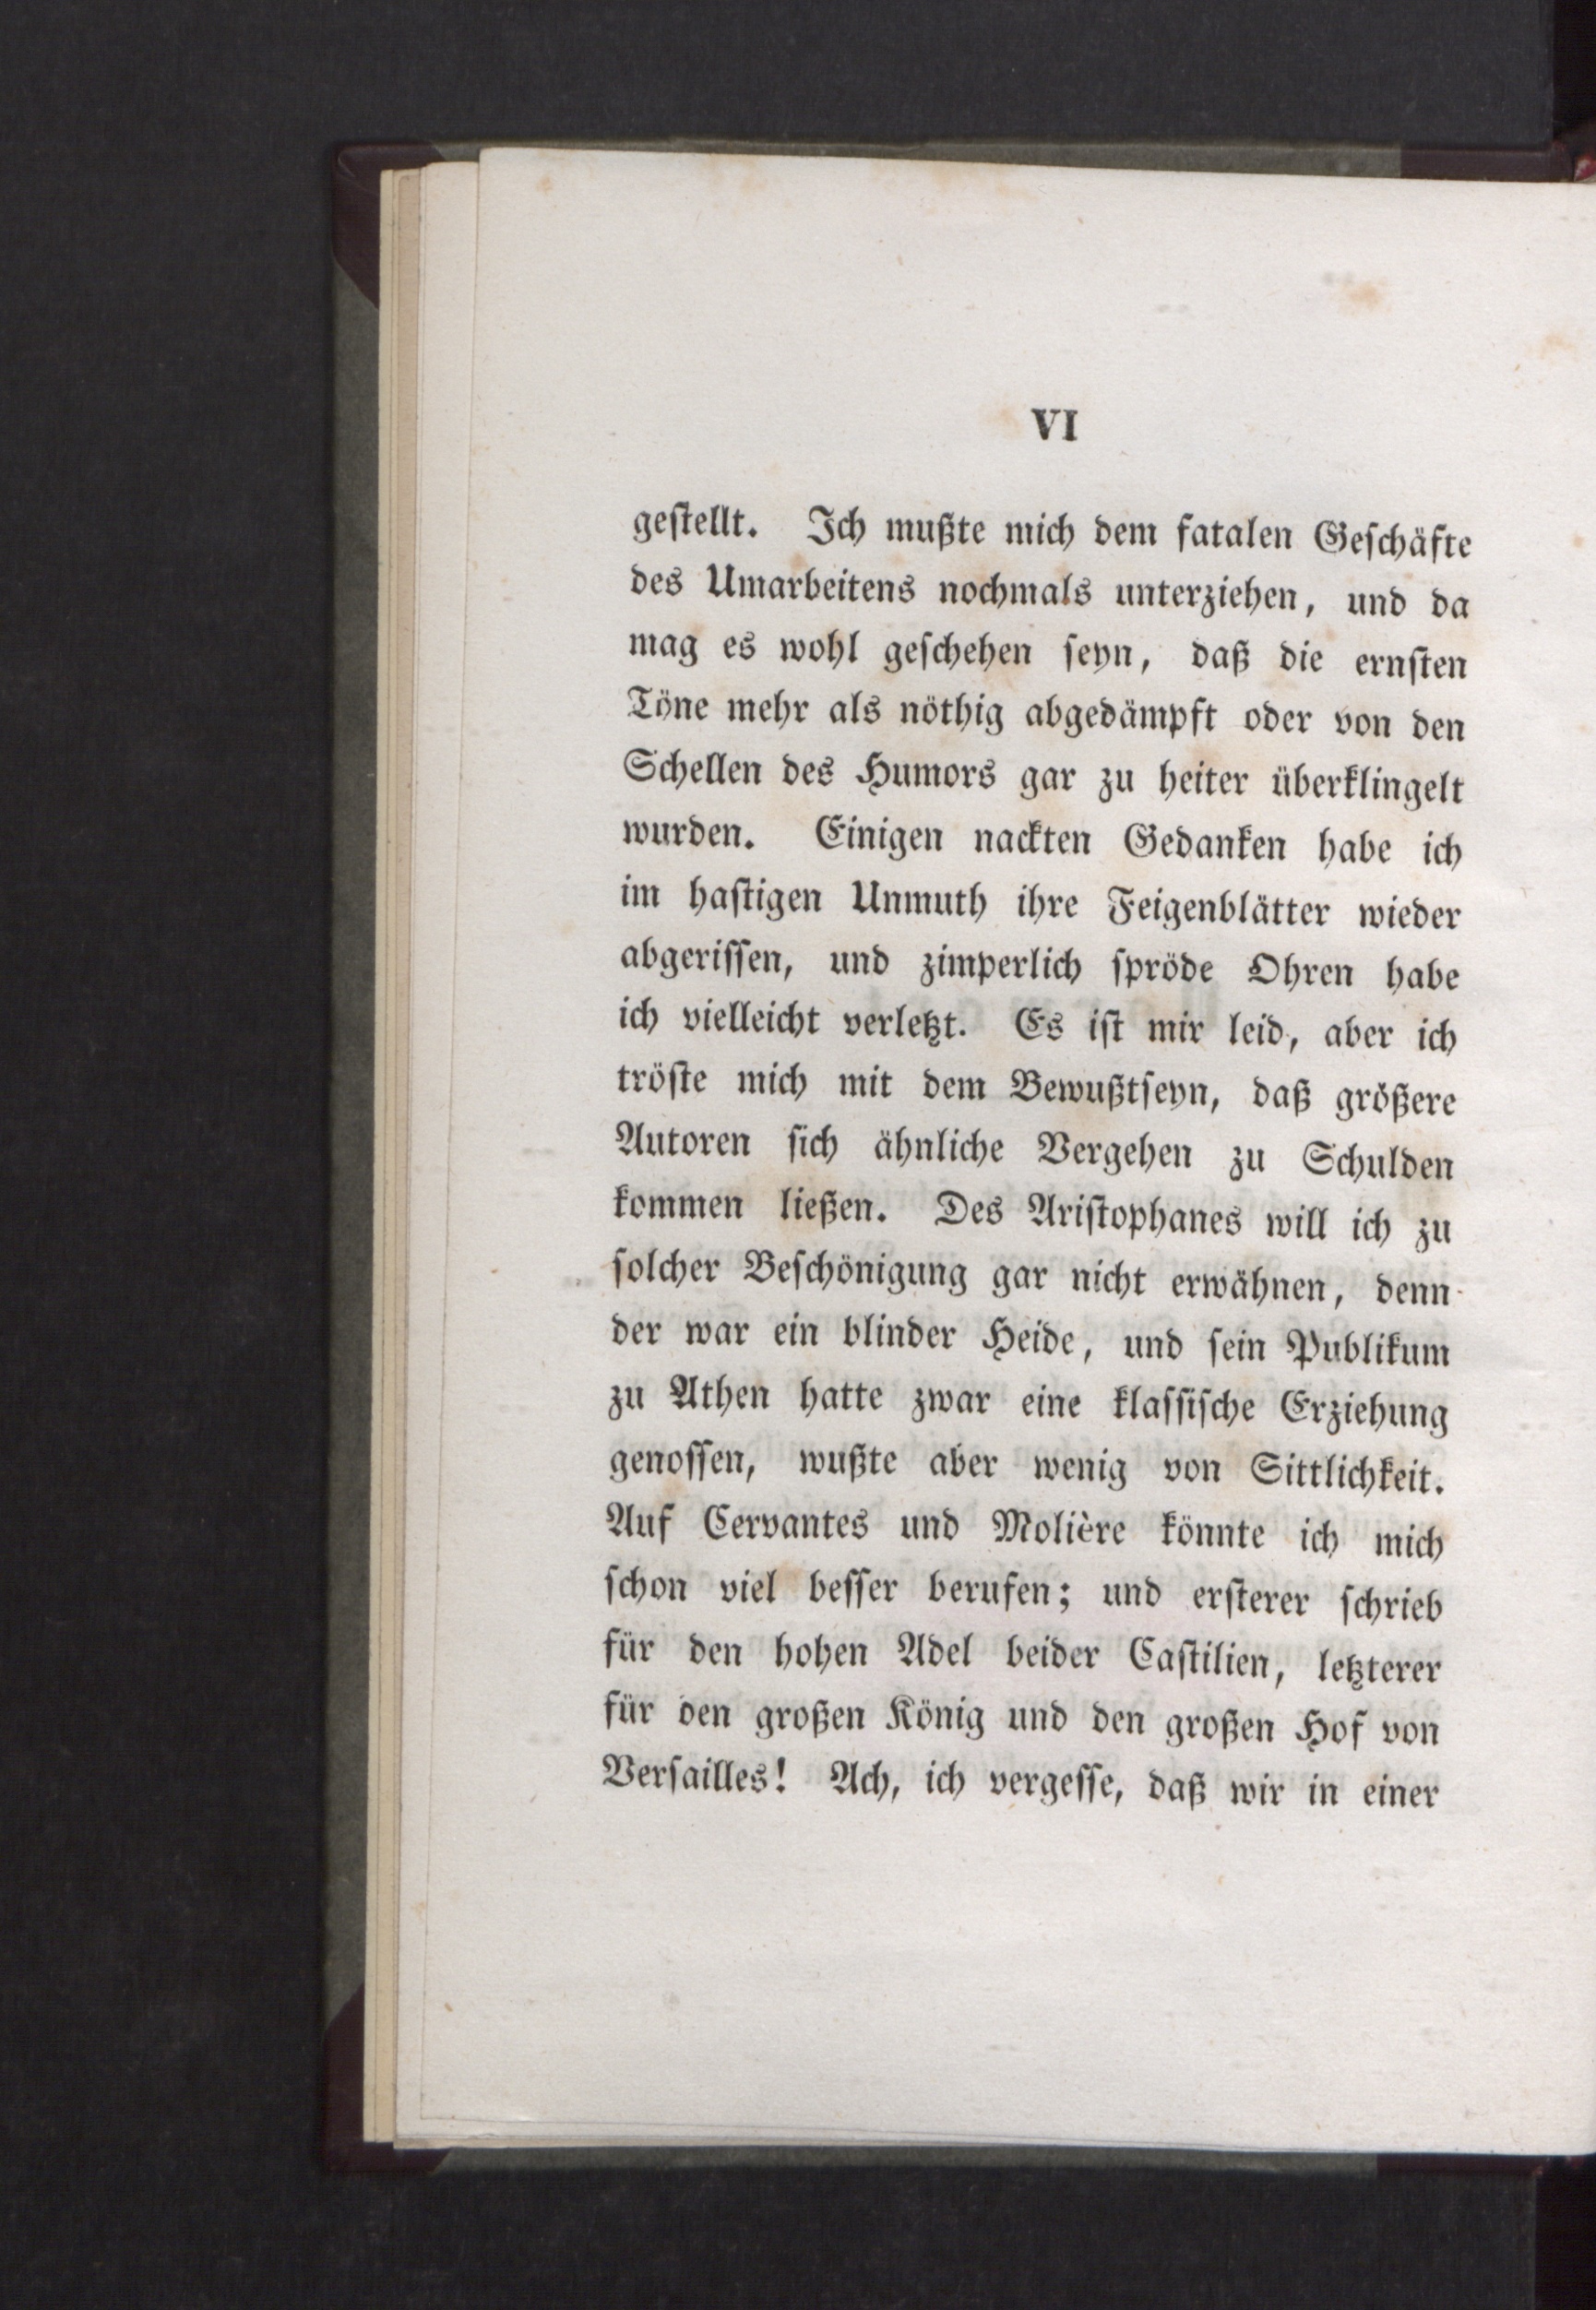 VI
geſtellt. Ich mußte mich dem fatalen Geſchäfte
des Umarbeitens nochmals unterziehen, und da
mag es wohl geſchehen ſeyn, daß die ernſten
Töne mehr als nöthig abgedämpft oder von den
Schellen des Humors gar zu heiter überklingelt
wurden. Einigen nackten Gedanken habe ich
im haſtigen Unmuth ihre Feigenblätter wieder
abgeriſſen, und zimperlich ſpröde Ohren habe
ich vielleicht verletzt. Es iſt mir leid, aber ich
tröſte mich mit dem Bewußtſeyn, daß größere
Autoren ſich ähnliche Vergehen zu Schulden
kommen ließen. Des Ariſtophanes will ich zu
ſolcher Beſchönigung gar nicht erwähnen, denn
der war ein blinder Heide, und ſein Publikum
zu Athen hatte zwar eine klaſſiſche Erziehung
genoſſen, wußte aber wenig von Sittlichkeit.
Auf Cervantes und Molière könnte ich mich
ſchon viel beſſer berufen; und erſterer ſchrieb
für den hohen Adel beider Caſtilien, letzterer
für den großen König und den großen Hof von
Verſailles! Ach, ich vergeſſe, daß wir in einer